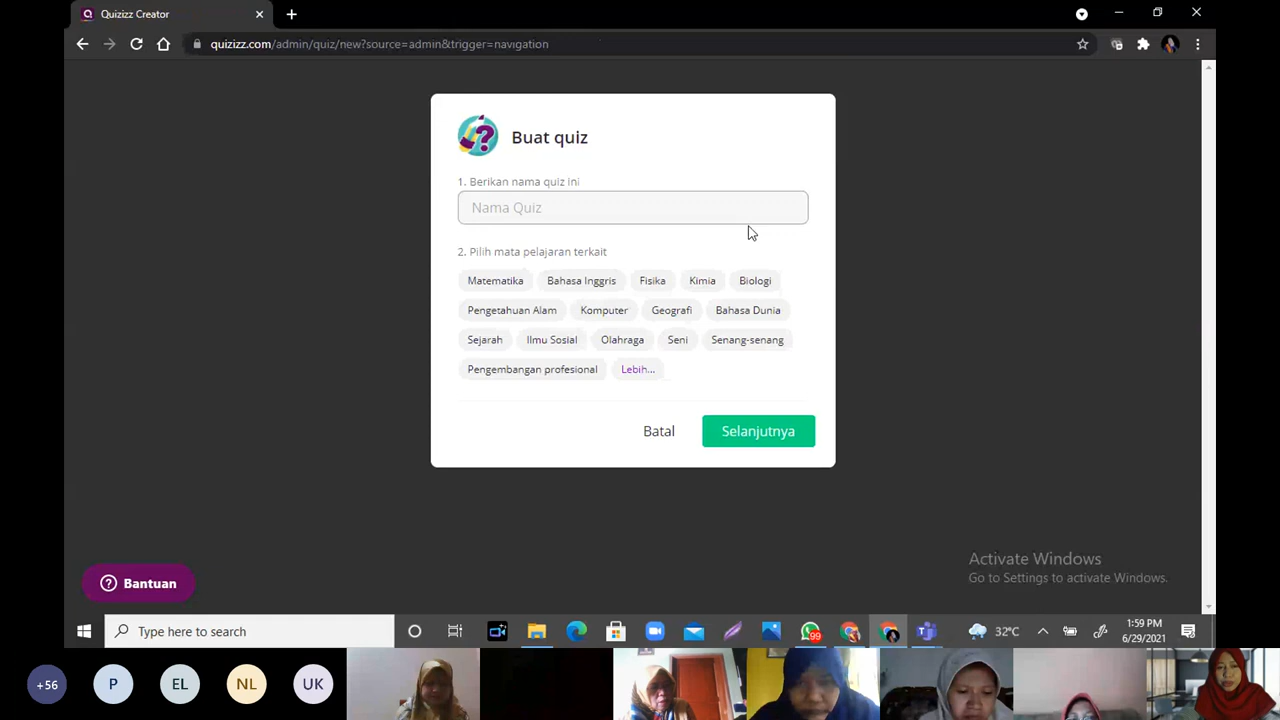 Quizizz Creator
quizizz.com/admin/quiz/new?source=admin&trigger=navigation
Buat quiz
1. Berikan nama quiz ini
Nama Quiz
2. Pilih mata pelajaran terkait
Matematika Bahasa Inggris Fisika Kimia Biologi
Pengetahuan Alam Komputer Geografi Bahasa Dunia
Sejarah Ilmu Sosial Olahraga Seni Senang-senang
Pengembangan profesional Lebih...
Batal Selanjutnya
Activate Windows
Go to Settings to activate Windows.
Bantuan
Type here to search
99
32°C
1:59 PM
6/29/2021
+56 P EL NL UK